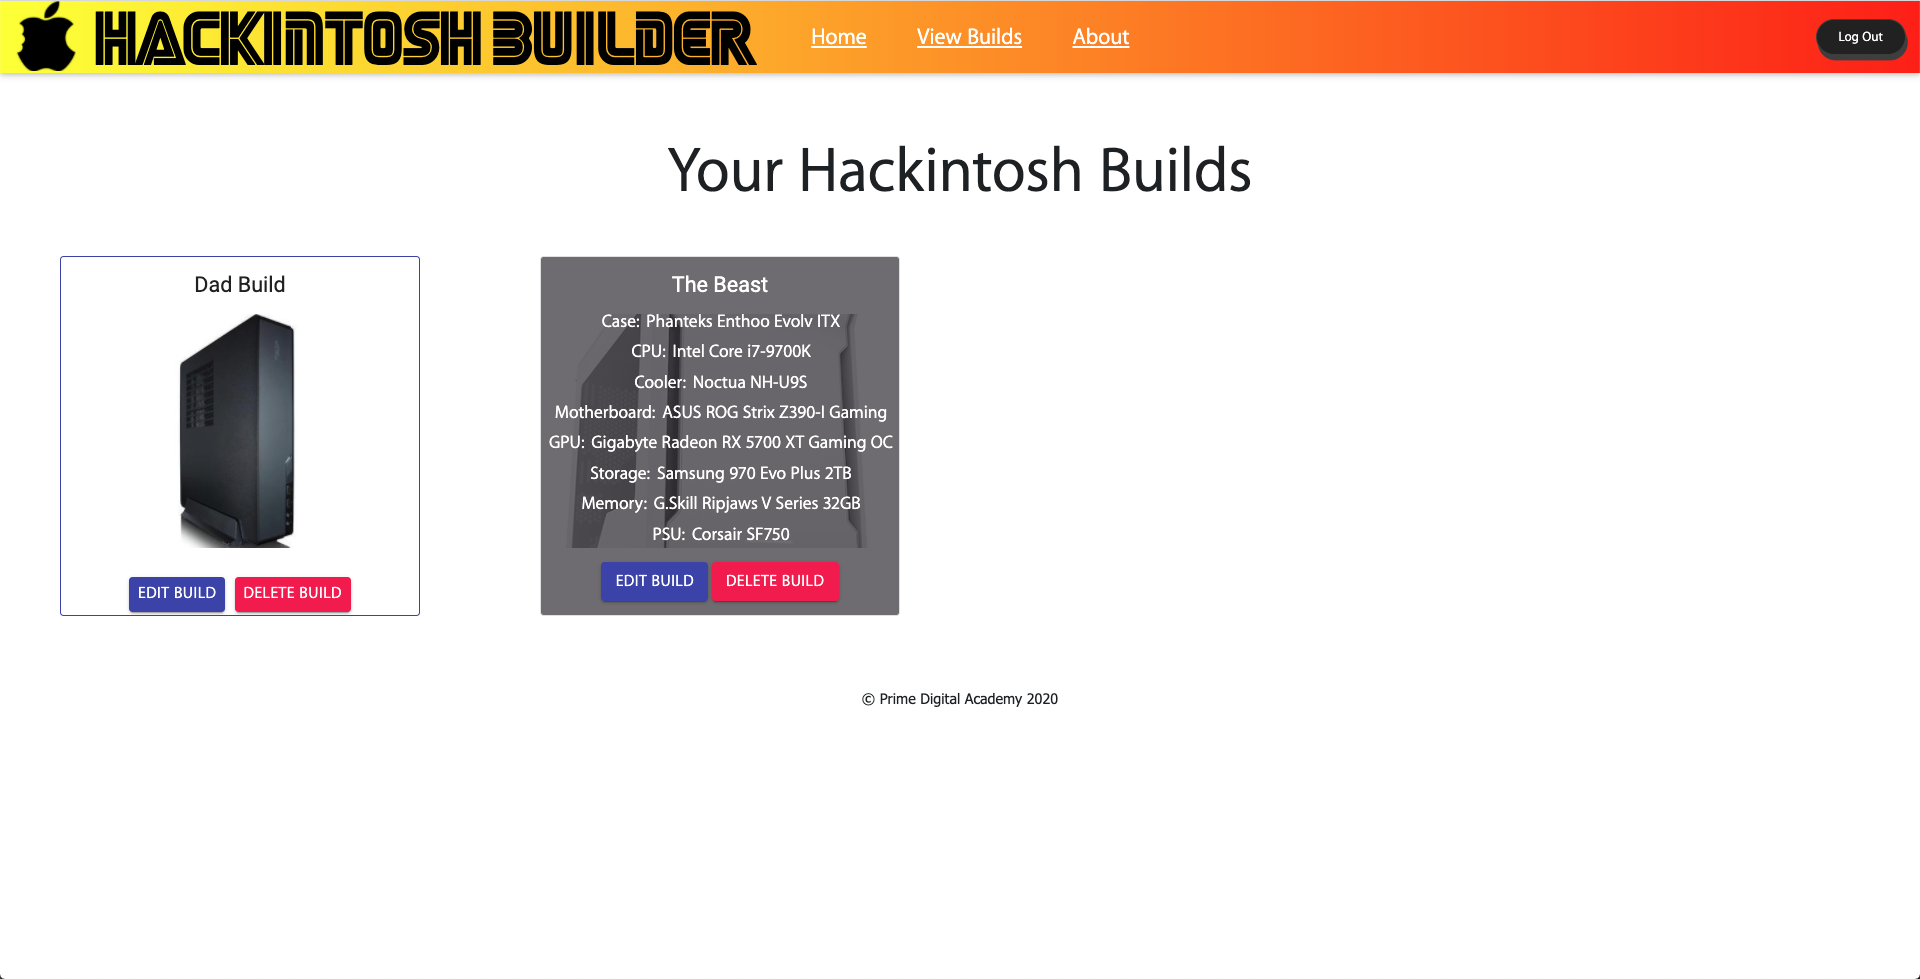 HACKINTOSH BUILDER
Home
View Builds
About
Log Out
Your Hackintosh Builds
Dad Build
EDIT BUILD
DELETE BUILD
The Beast
Case: Phanteks Enthoo Evolv ITX
CPU: Intel Core i7-9700K
Cooler: Noctua NH-U9S
Motherboard: ASUS ROG Strix Z390-I Gaming
GPU: Gigabyte Radeon RX 5700 XT Gaming OC
Storage: Samsung 970 Evo Plus 2TB
Memory: G.Skill Ripjaws V Series 32GB
PSU: Corsair SF750
EDIT BUILD
DELETE BUILD
© Prime Digital Academy 2020